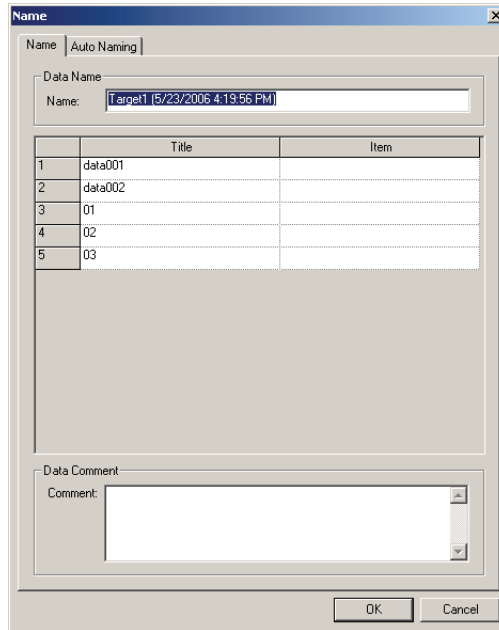 Name
Name Auto Naming
Data Name
Name: Target1 (5/23/2006 4:19:56 PM)
Title Item
1 data001
2 data002
3 01
4 02
5 03
Data Comment
Comment:
OK Cancel